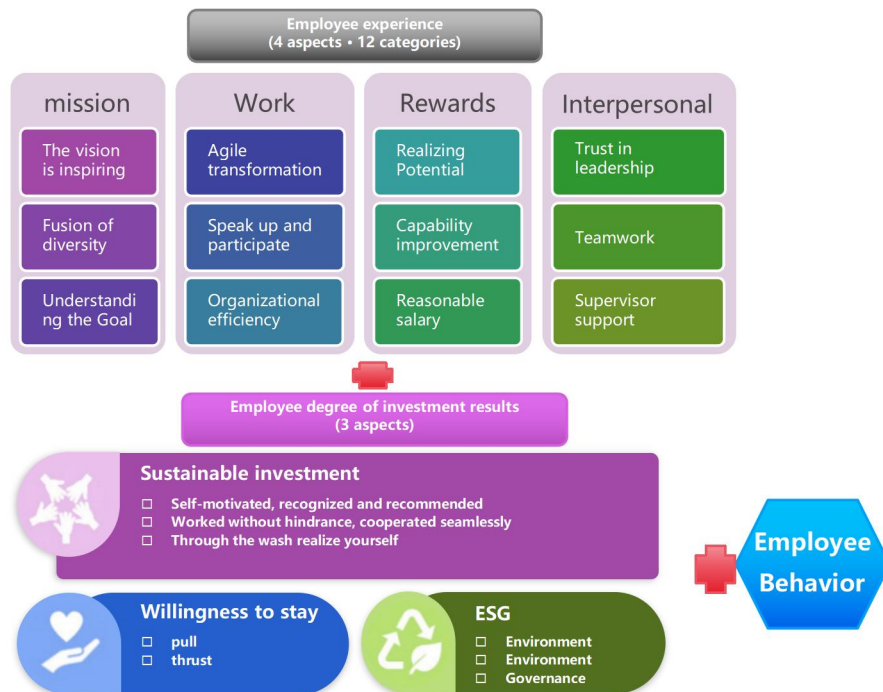 Employee experience
(4 aspects • 12 categories)
mission
The vision
is inspiring
Fusion of
diversity
Understandi
ng the Goal
Work
Agile
transformation
Speak up and
participate
Organizational
efficiency
Rewards
Realizing
Potential
Capability
improvement
Reasonable
salary
Interpersonal
Trust in
leadership
Teamwork
Supervisor
support
Employee degree of investment results
(3 aspects)
Sustainable investment
□ Self-motivated, recognized and recommended
□ Worked without hindrance, cooperated seamlessly
□ Through the wash realize yourself
Willingness to stay
□ pull
□ thrust
ESG
□ Environment
□ Environment
□ Governance
Employee
Behavior